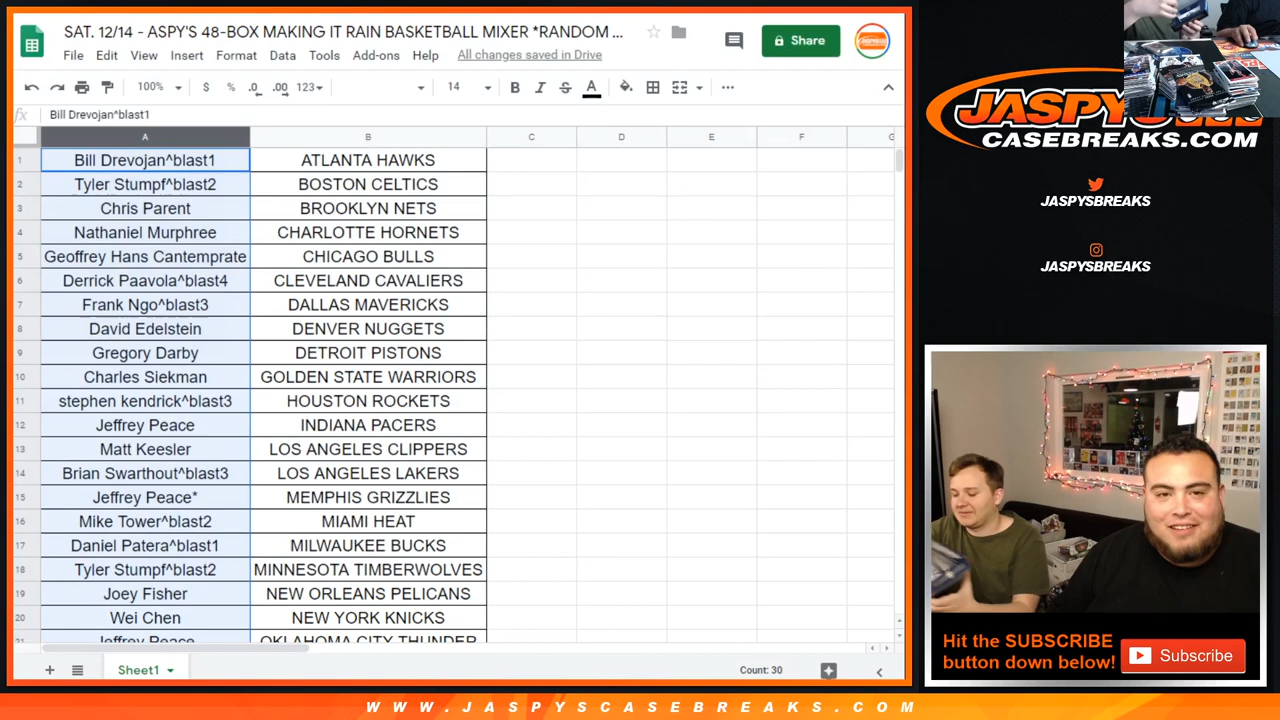 SAT. 12/14 - ASPY'S 48-BOX MAKING IT RAIN BASKETBALL MIXER *RANDOM ...
File Edit View Insert Format Data Tools Add-ons Help All changes saved in Drive
Share
100% $ % .0 .00 123 14 B I S A
fx Bill Drevojan^blast1
A B C D E F G
1 Bill Drevojan^blast1 ATLANTA HAWKS
2 Tyler Stumpf^blast2 BOSTON CELTICS
3 Chris Parent BROOKLYN NETS
4 Nathaniel Murphree CHARLOTTE HORNETS
5 Geoffrey Hans Cantemprate CHICAGO BULLS
6 Derrick Paavola^blast4 CLEVELAND CAVALIERS
7 Frank Ngo^blast3 DALLAS MAVERICKS
8 David Edelstein DENVER NUGGETS
9 Gregory Darby DETROIT PISTONS
10 Charles Siekman GOLDEN STATE WARRIORS
11 stephen kendrick^blast3 HOUSTON ROCKETS
12 Jeffrey Peace INDIANA PACERS
13 Matt Keesler LOS ANGELES CLIPPERS
14 Brian Swarthout^blast3 LOS ANGELES LAKERS
15 Jeffrey Peace* MEMPHIS GRIZZLIES
16 Mike Tower^blast2 MIAMI HEAT
17 Daniel Patera^blast1 MILWAUKEE BUCKS
18 Tyler Stumpf^blast2 MINNESOTA TIMBERWOLVES
19 Joey Fisher NEW ORLEANS PELICANS
20 Wei Chen NEW YORK KNICKS
21 Jeffrey Peace OKLAHOMA CITY THUNDER
Sheet1
Count: 30
JASPY'S
CASEBREAKS.COM
JASPYSBREAKS
JASPYSBREAKS
Hit the SUBSCRIBE
button down below!
Subscribe
WWW.JASPYSCASEBREAKS.COM